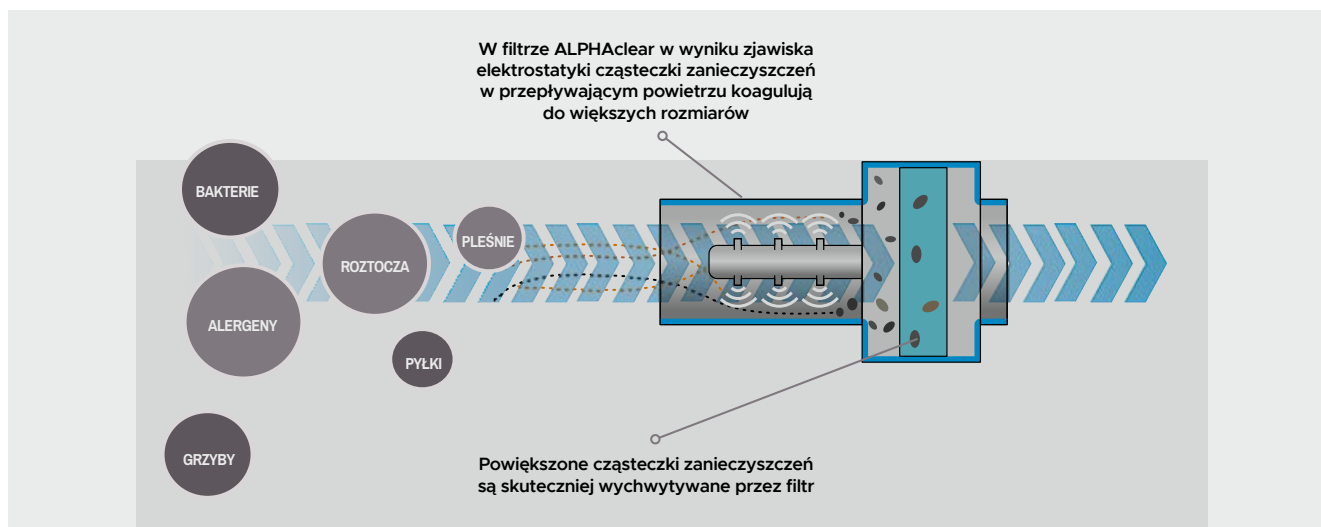 W filtrze ALPHAclear w wyniku zjawiska
elektrostatyki cząsteczki zanieczyszczeń
w przepływającym powietrzu koagulują
do większych rozmiarów
BAKTERIE
PLEŚNIE
ROZTOCZA
ALERGENY
PYŁKI
GRZYBY
Powiększone cząsteczki zanieczyszczeń
są skuteczniej wychwytywane przez filtr